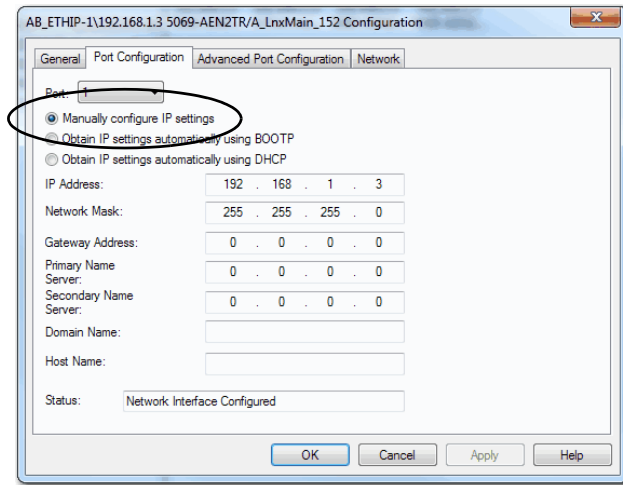 AB_ETHIP-1\192.168.1.3 5069-AEN2TR/A_LnxMain_152 Configuration
General Port Configuration Advanced Port Configuration Network
Port: 1
Manually configure IP settings
Obtain IP settings automatically using BOOTP
Obtain IP settings automatically using DHCP
IP Address: 192 . 168 . 1 . 3
Network Mask: 255 . 255 . 255 . 0
Gateway Address: 0 . 0 . 0 . 0
Primary Name
Server: 0 . 0 . 0 . 0
Secondary Name
Server: 0 . 0 . 0 . 0
Domain Name:
Host Name:
Status: Network Interface Configured
OK Cancel Apply Help